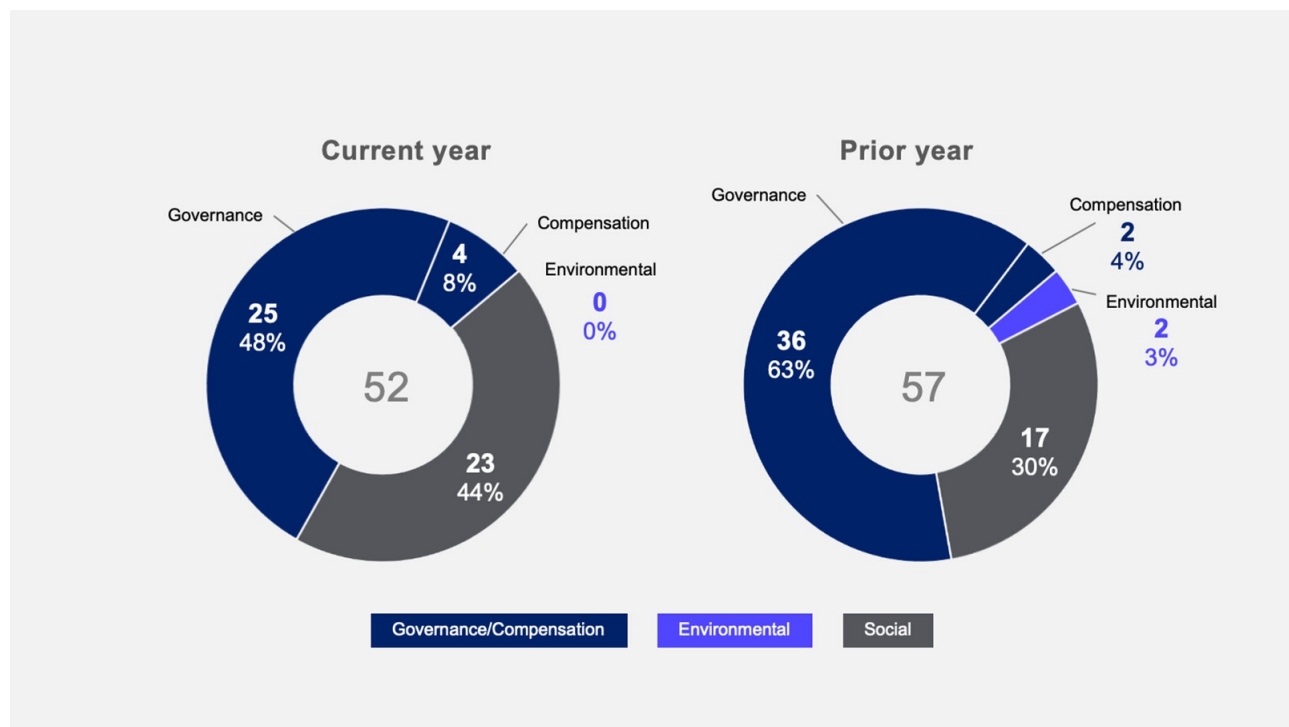 Current year
Governance
Compensation
4
8%
Environmental
0
0%
25
48%
52
23
44%
Prior year
Governance
Compensation
2
4%
Environmental
2
3%
36
63%
57
17
30%
Governance/Compensation
Environmental
Social